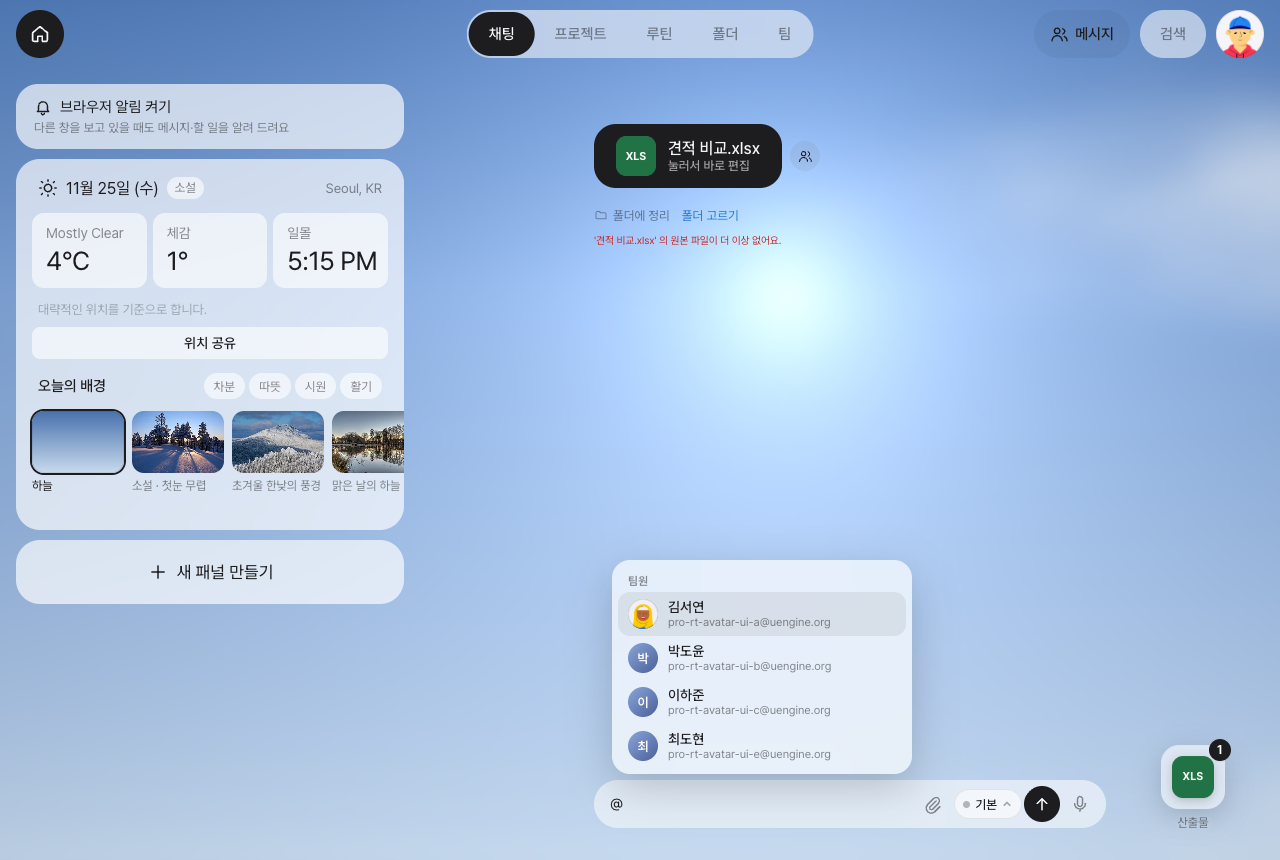 채팅
프로젝트
루틴
폴더
팀
메시지
검색
브라우저 알림 켜기
다른 창을 보고 있을 때도 메시지·할 일을 알려 드려요
11월 25일 (수)
소설
Seoul, KR
Mostly Clear
4°C
체감
1°
일몰
5:15 PM
대략적인 위치를 기준으로 합니다.
위치 공유
오늘의 배경
차분
따뜻
시원
활기
하늘
소설 · 첫눈 무렵
초겨울 한낮의 풍경
맑은 날의 하늘
새 패널 만들기
XLS
견적 비교.xlsx
눌러서 바로 편집
폴더에 정리
폴더 고르기
'견적 비교.xlsx' 의 원본 파일이 더 이상 없어요.
팀원
김서연
pro-rt-avatar-ui-a@uengine.org
박
박도윤
pro-rt-avatar-ui-b@uengine.org
이
이하준
pro-rt-avatar-ui-c@uengine.org
최
최도현
pro-rt-avatar-ui-e@uengine.org
@
기본
1
XLS
산출물